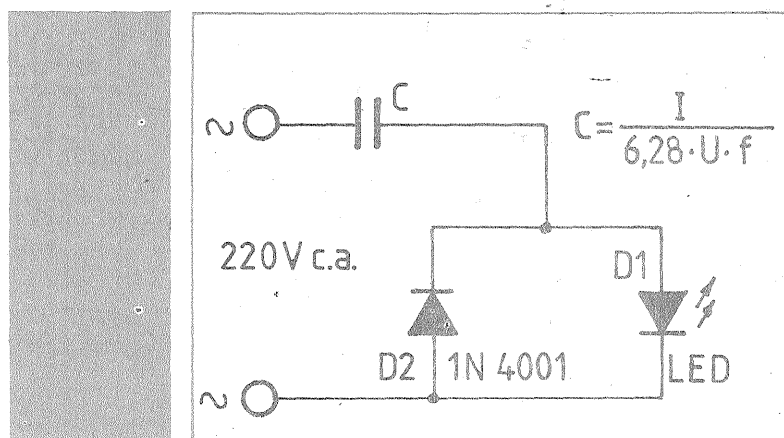 C
C = I / 6,28·U·f
220V c.a.
D1
D2 1N 4001
LED